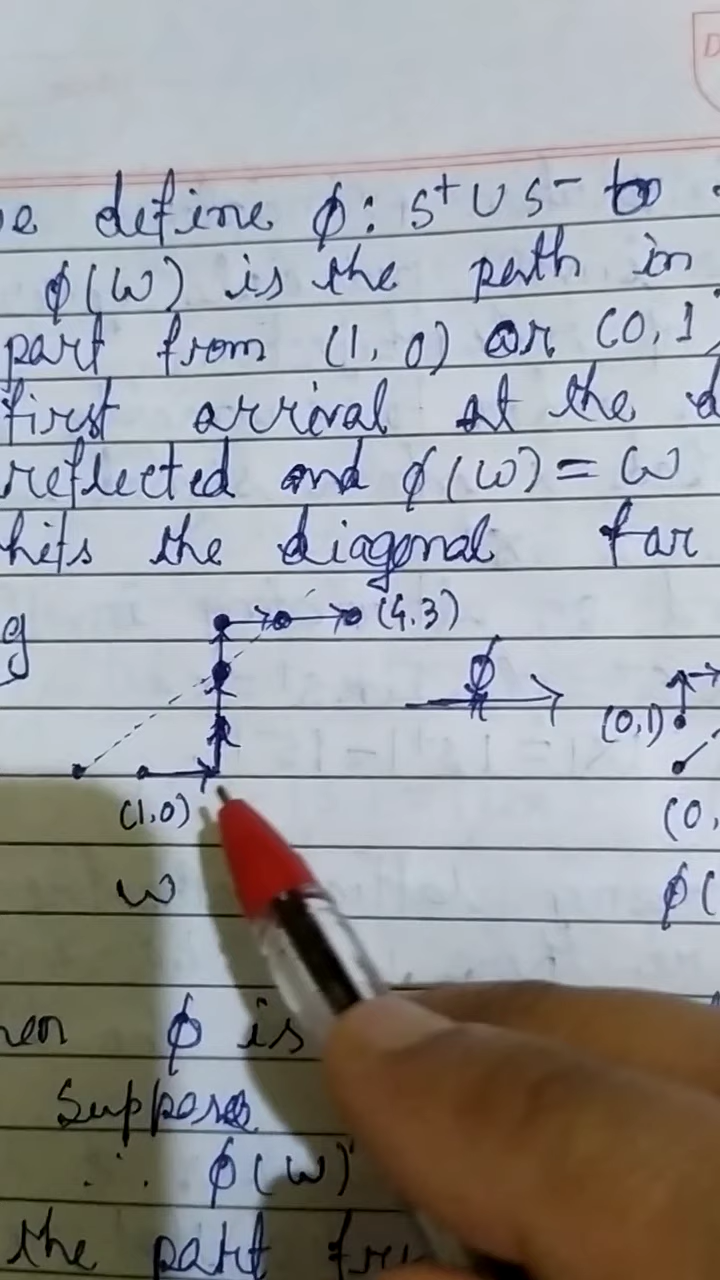 define ϕ: S⁺ ∪ S⁻ to
ϕ(ω) is the path in
part from (1, 0) or (0, 1)
first arrival at the
reflected and ϕ(ω) = ω
hits the diagonal for
(4,3)
ϕ
(0,1)
(1,0)
(0,
ω
ϕ(
ϕ is
Suppose
∴ ϕ(ω)
the part